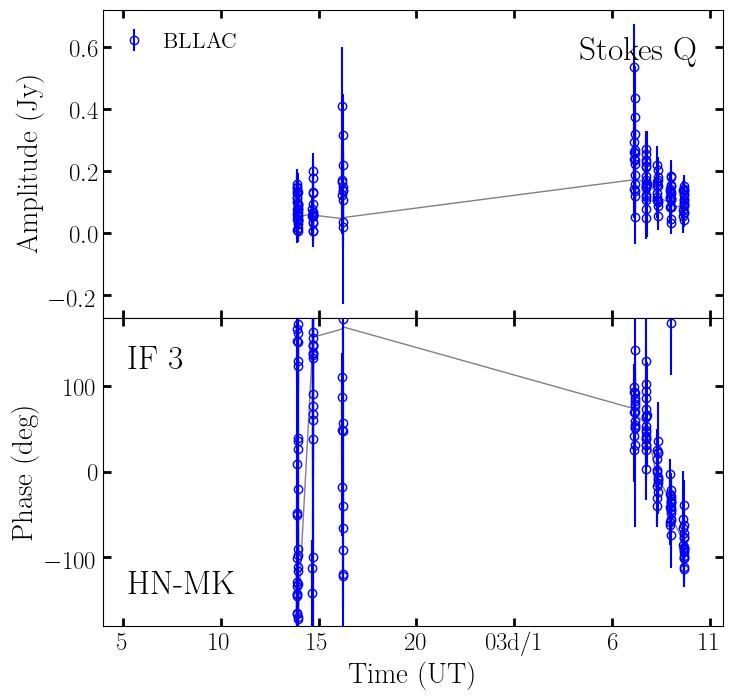 BLLAC
Stokes Q
Amplitude (Jy)
0.6
0.4
0.2
0.0
−0.2
IF 3
HN-MK
Phase (deg)
100
0
−100
5 10 15 20 03d/1 6 11
Time (UT)